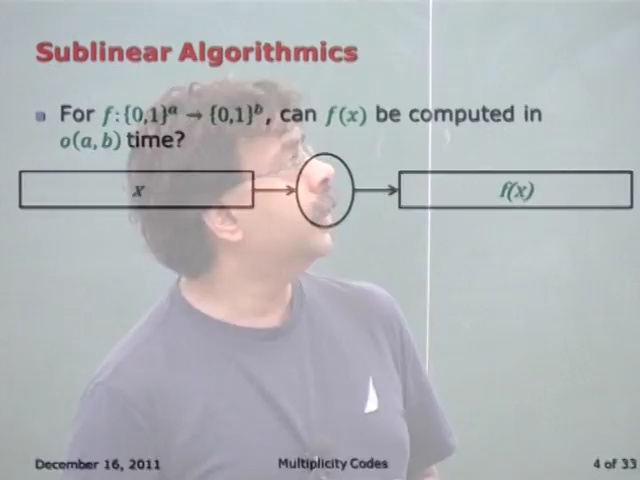 Sublinear Algorithmics
For f:{0,1}ᵃ → {0,1}ᵇ, can f(x) be computed in
o(a,b) time?
x f(x)
December 16, 2011 Multiplicity Codes 4 of 33